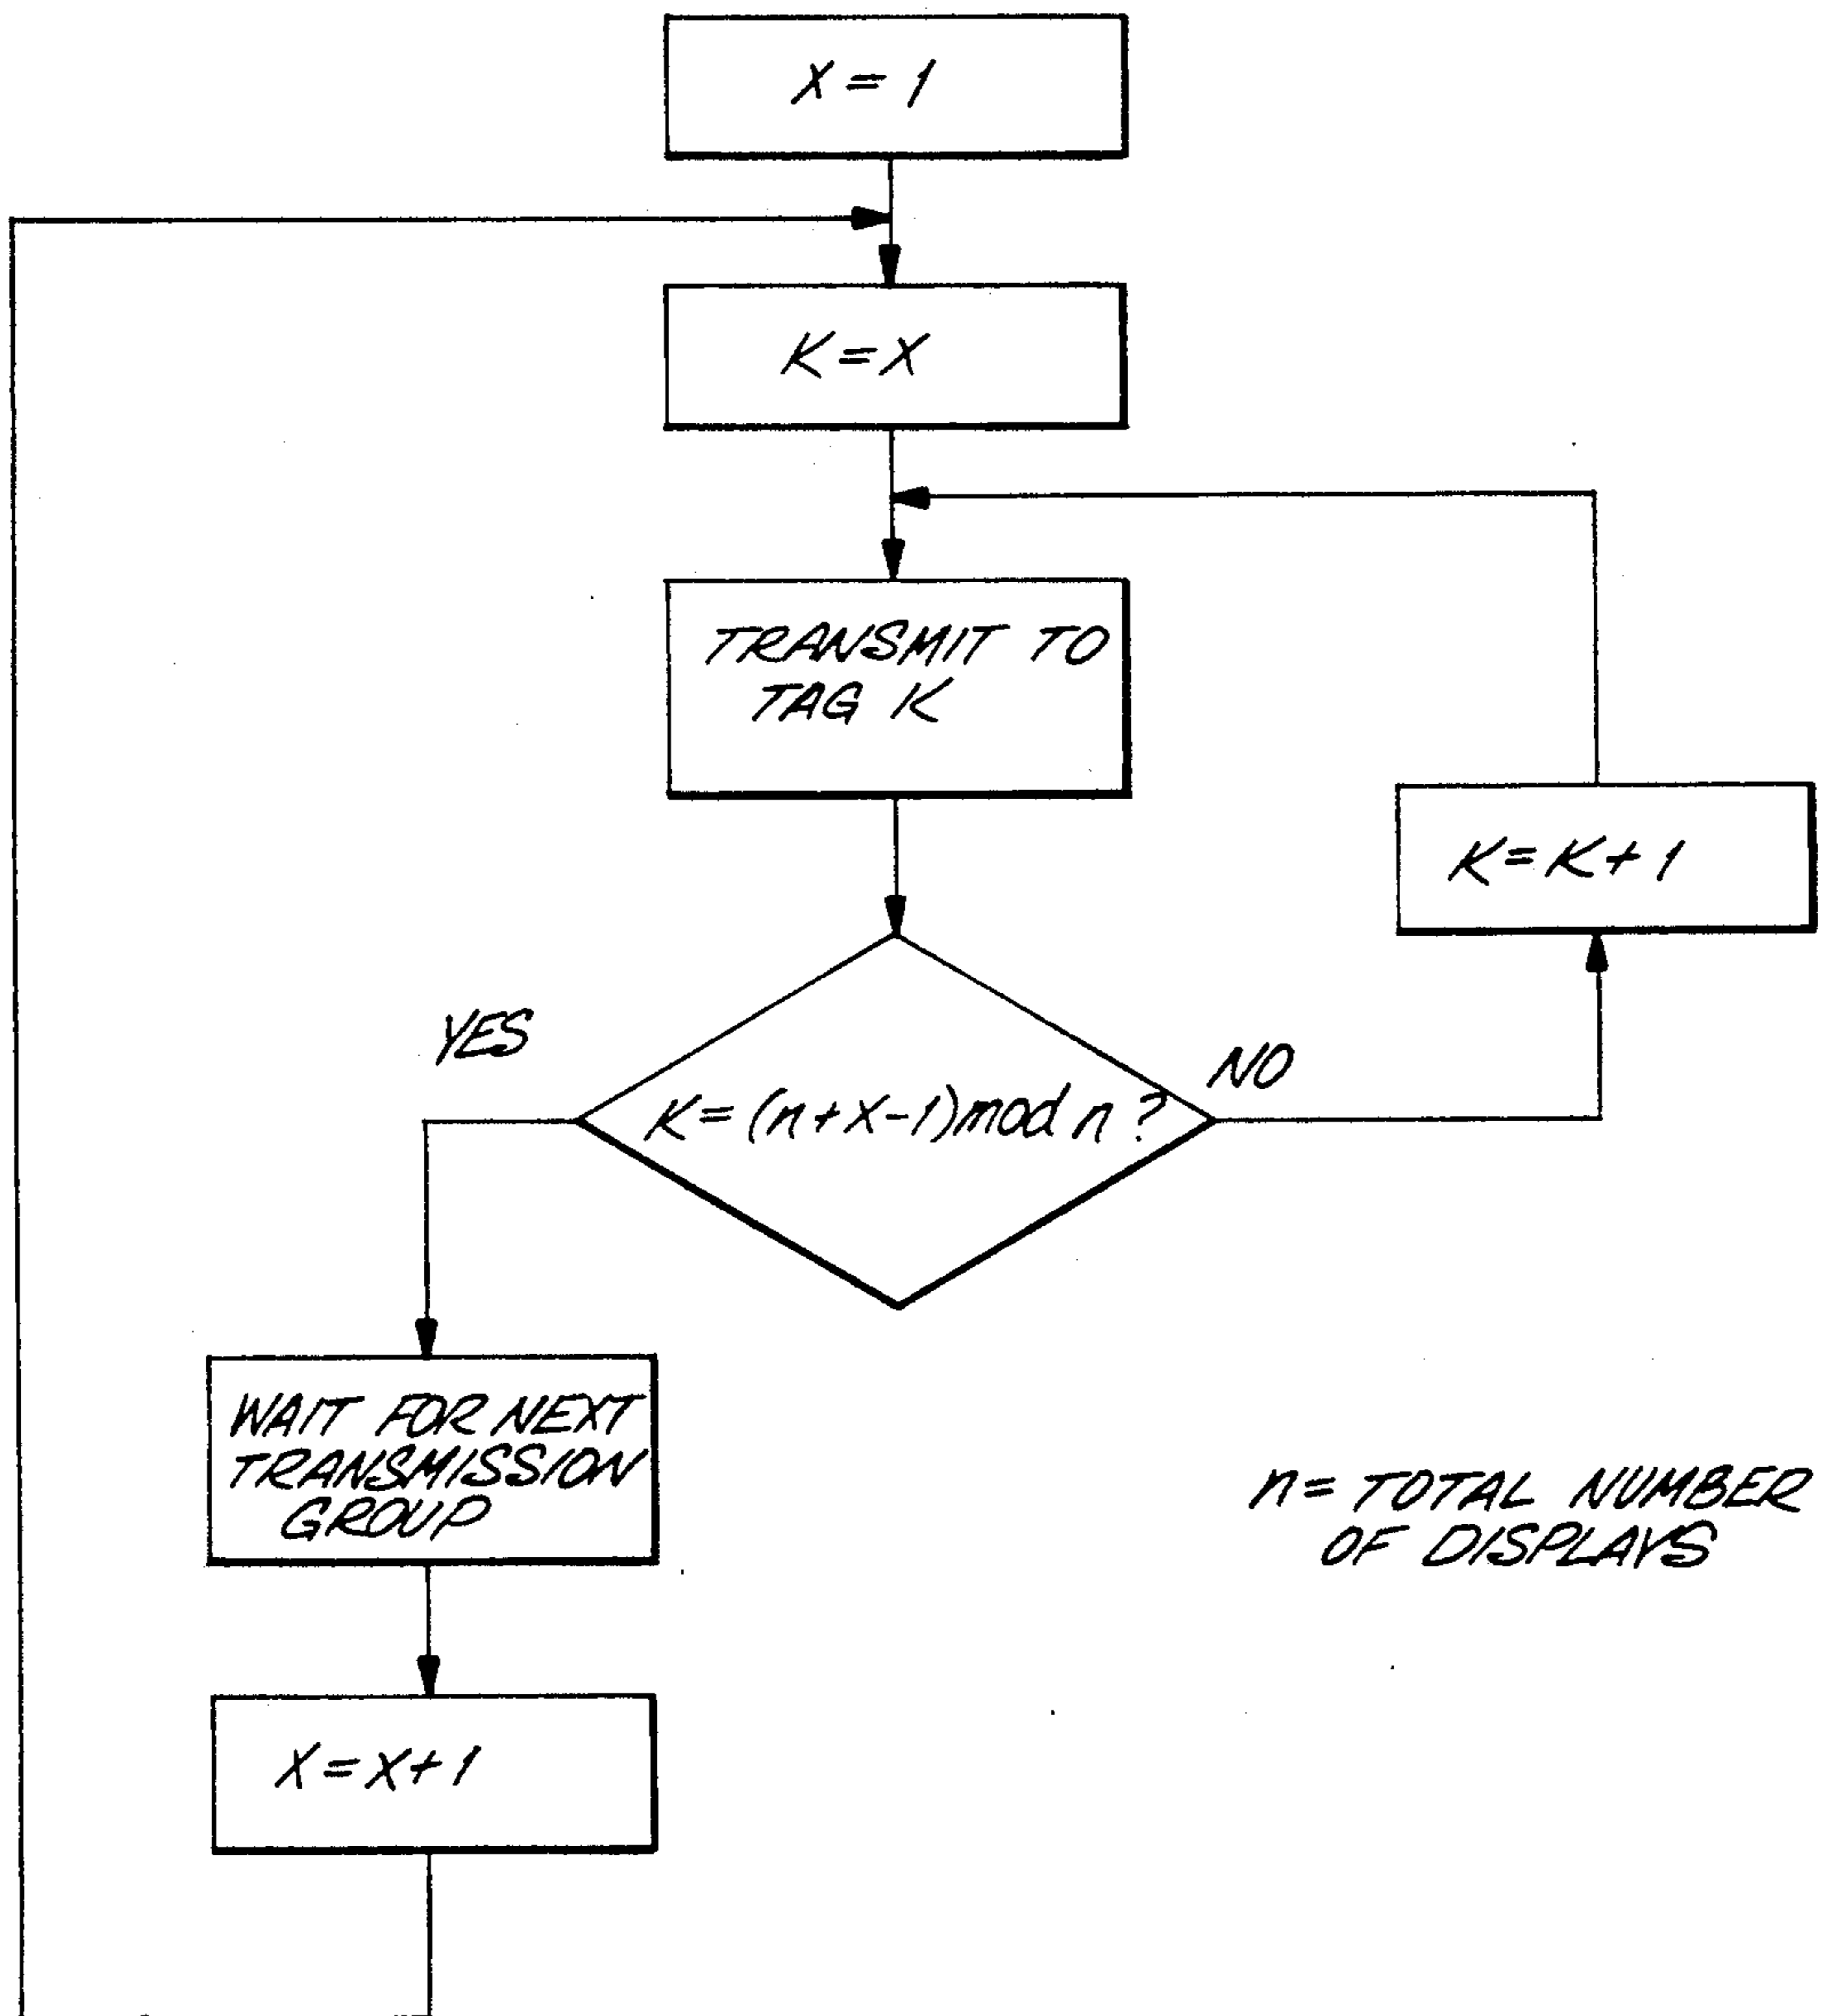 X = 1
K = X
TRANSMIT TO
TAG K
K = K + 1
YES
NO
K = (n + X - 1) mod n ?
WAIT FOR NEXT
TRANSMISSION
GROUP
n = TOTAL NUMBER
OF DISPLAYS
X = X + 1